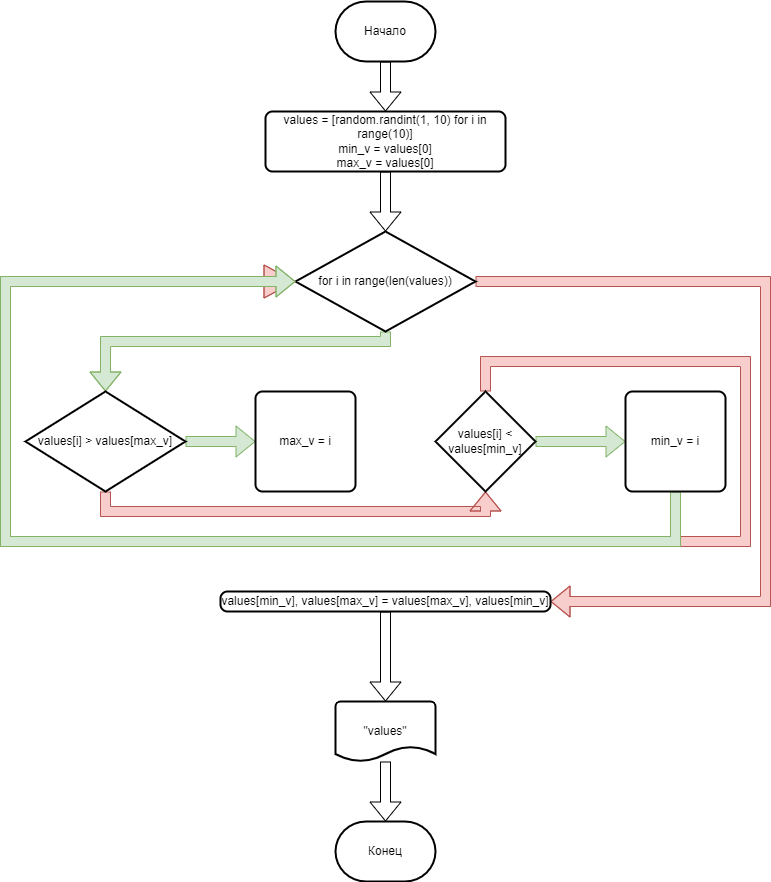 Начало
values = [random.randint(1, 10) for i in
range(10)]
min_v = values[0]
max_v = values[0]
for i in range(len(values))
values[i] > values[max_v]
max_v = i
values[i] <
values[min_v]
min_v = i
values[min_v], values[max_v] = values[max_v], values[min_v]
"values"
Конец